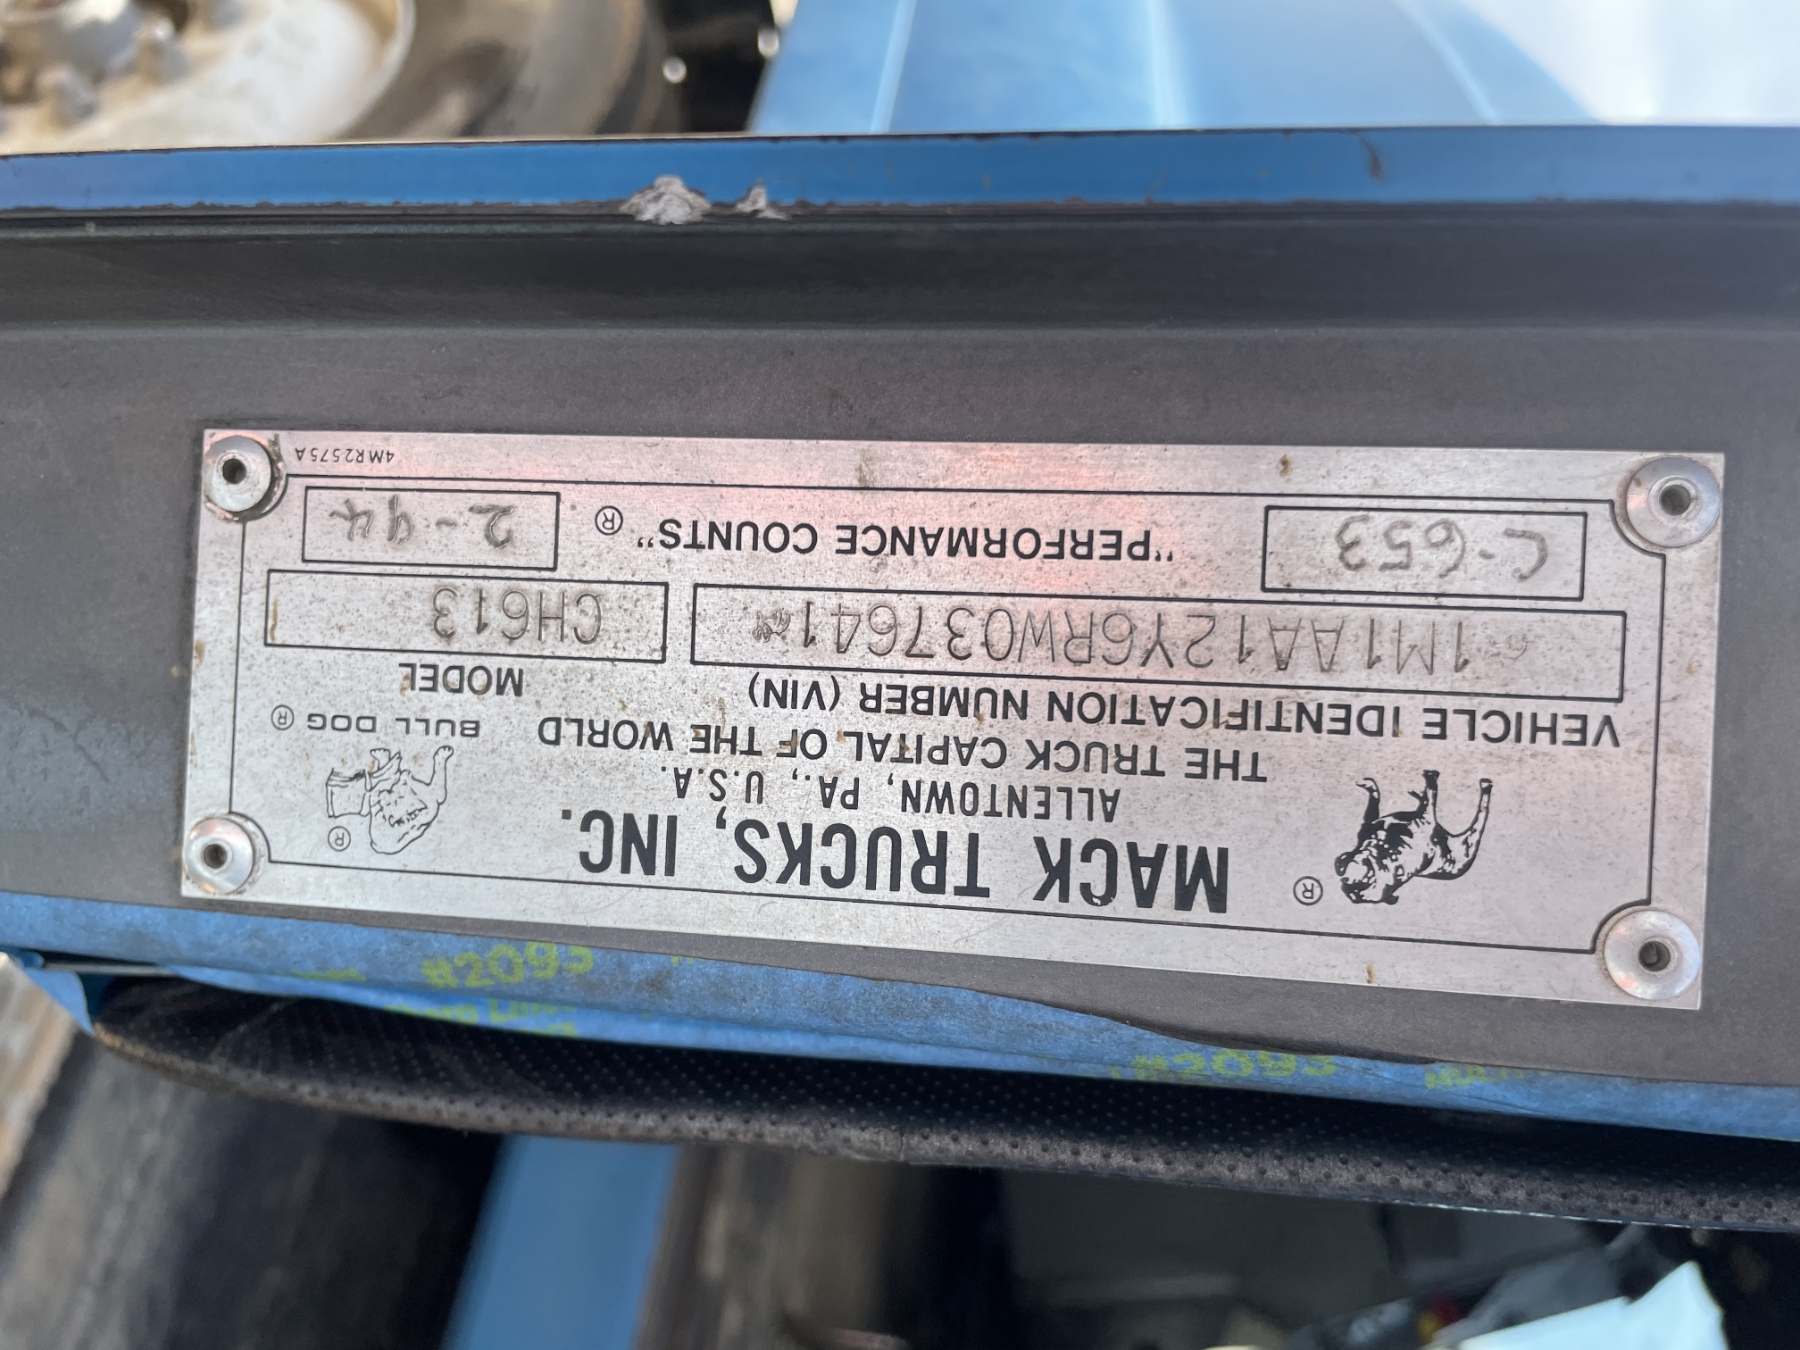 ® MACK TRUCKS, INC. ®
ALLENTOWN, PA., U.S.A.
THE TRUCK CAPITAL OF THE WORLD BULL DOG ®
VEHICLE IDENTIFICATION NUMBER (VIN) MODEL
1M1AA12Y6RW037641 CH613
C-653 "PERFORMANCE COUNTS" ® 2-94
4MR2575A
#2093
#2093